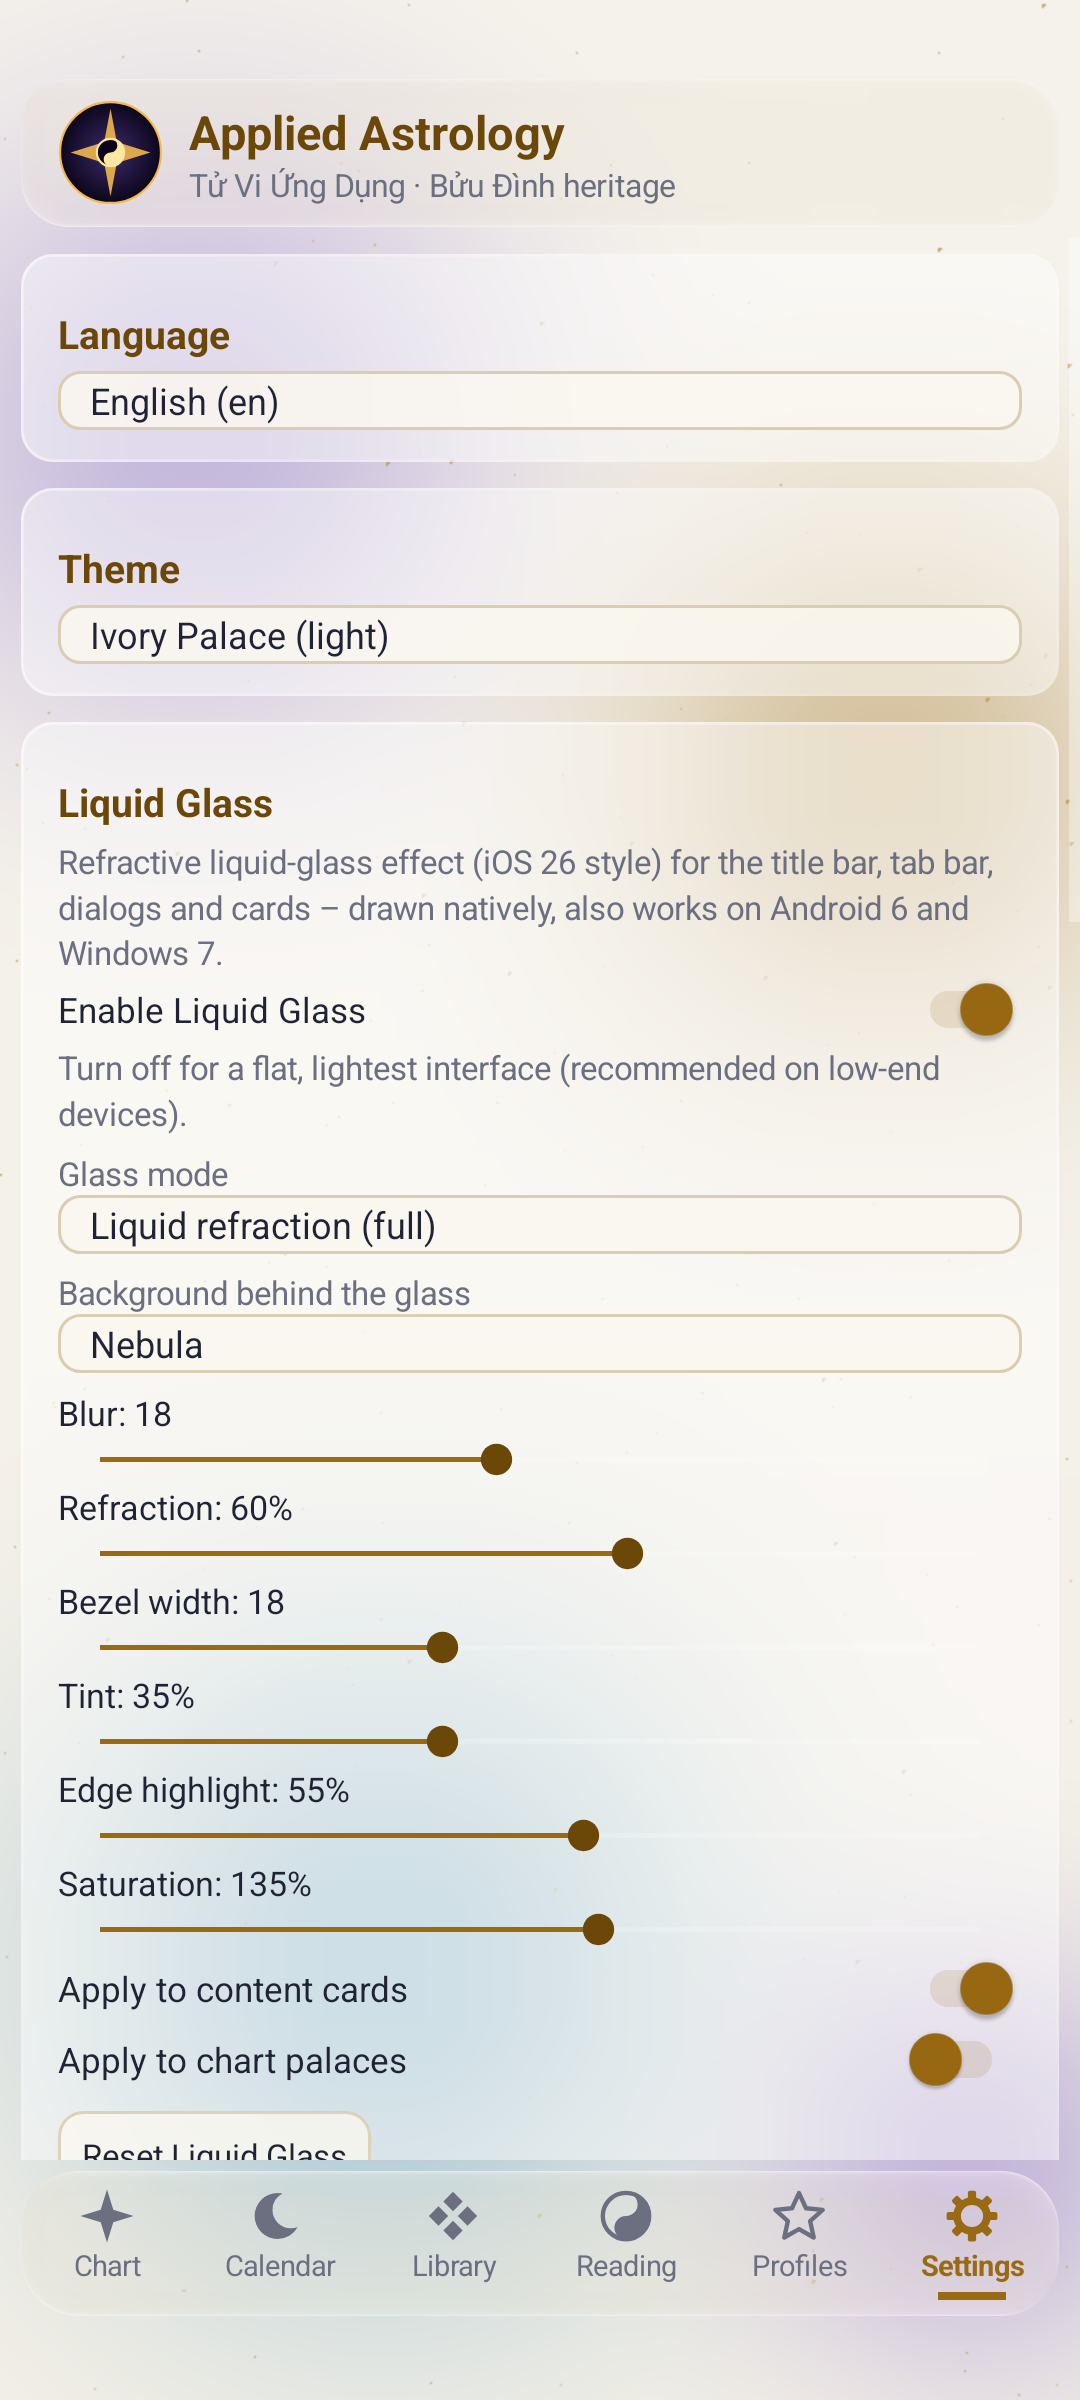 Applied Astrology
Tử Vi Ứng Dụng · Bửu Đình heritage
Language
English (en)
Theme
Ivory Palace (light)
Liquid Glass
Refractive liquid-glass effect (iOS 26 style) for the title bar, tab bar,
dialogs and cards – drawn natively, also works on Android 6 and
Windows 7.
Enable Liquid Glass
Turn off for a flat, lightest interface (recommended on low-end
devices).
Glass mode
Liquid refraction (full)
Background behind the glass
Nebula
Blur: 18
Refraction: 60%
Bezel width: 18
Tint: 35%
Edge highlight: 55%
Saturation: 135%
Apply to content cards
Apply to chart palaces
Reset Liquid Glass
Chart
Calendar
Library
Reading
Profiles
Settings